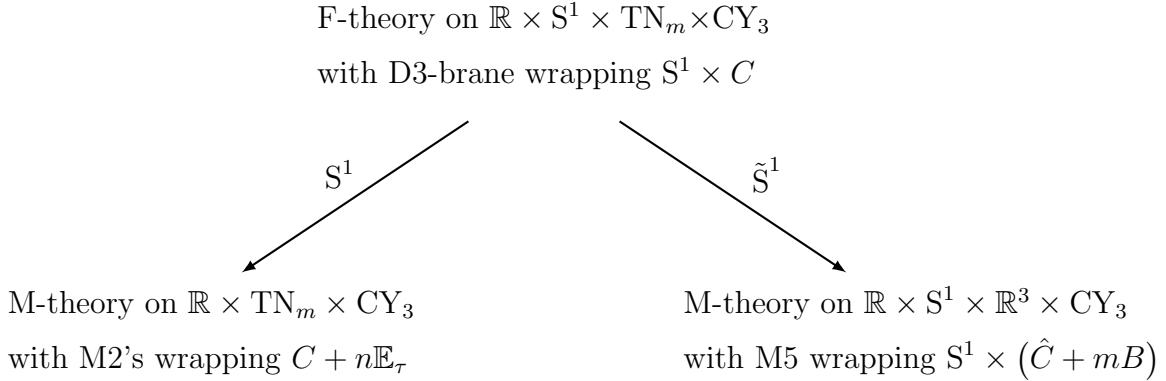 F-theory on ℝ × S¹ × TN_m × CY₃
with D3-brane wrapping S¹ × C
S¹
S̃¹
M-theory on ℝ × TN_m × CY₃
with M2's wrapping C + n𝔼_τ
M-theory on ℝ × S¹ × ℝ³ × CY₃
with M5 wrapping S¹ × (Ĉ + mB)